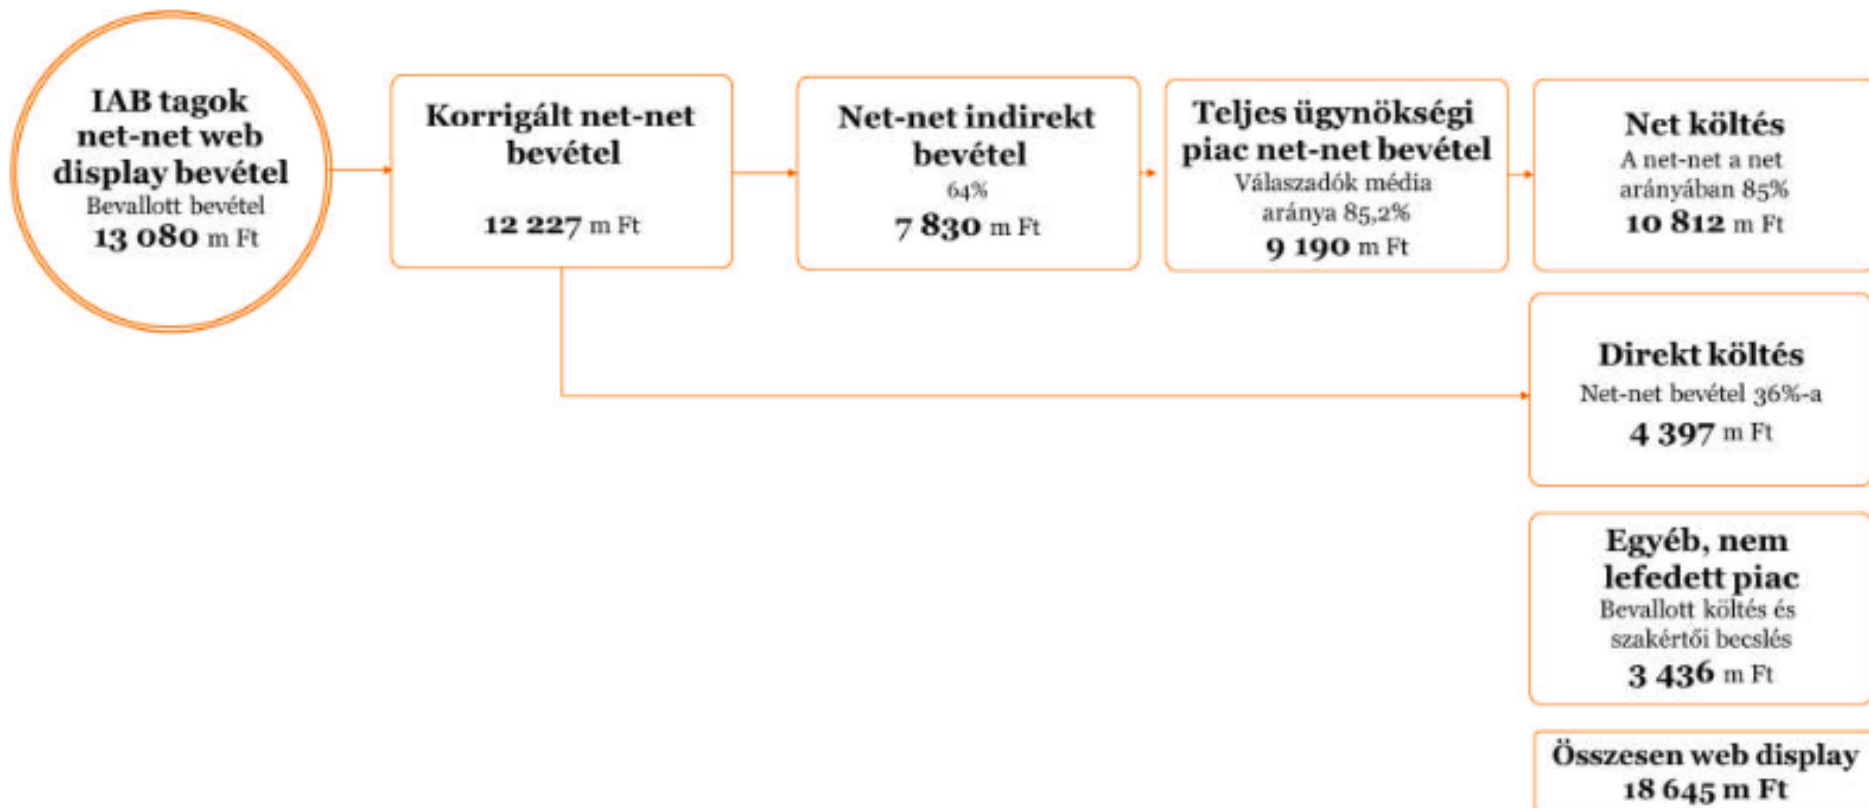 IAB tagok
net-net web
display bevétel
Bevallott bevétel
13 080 m Ft
Korrigált net-net
bevétel
12 227 m Ft
Net-net indirekt
bevétel
64%
7 830 m Ft
Teljes ügynökségi
piac net-net bevétel
Válaszadók média
aránya 85,2%
9 190 m Ft
Net költés
A net-net a net
arányában 85%
10 812 m Ft
Direkt költés
Net-net bevétel 36%-a
4 397 m Ft
Egyéb, nem
lefedett piac
Bevallott költés és
szakértői becslés
3 436 m Ft
Összesen web display
18 645 m Ft